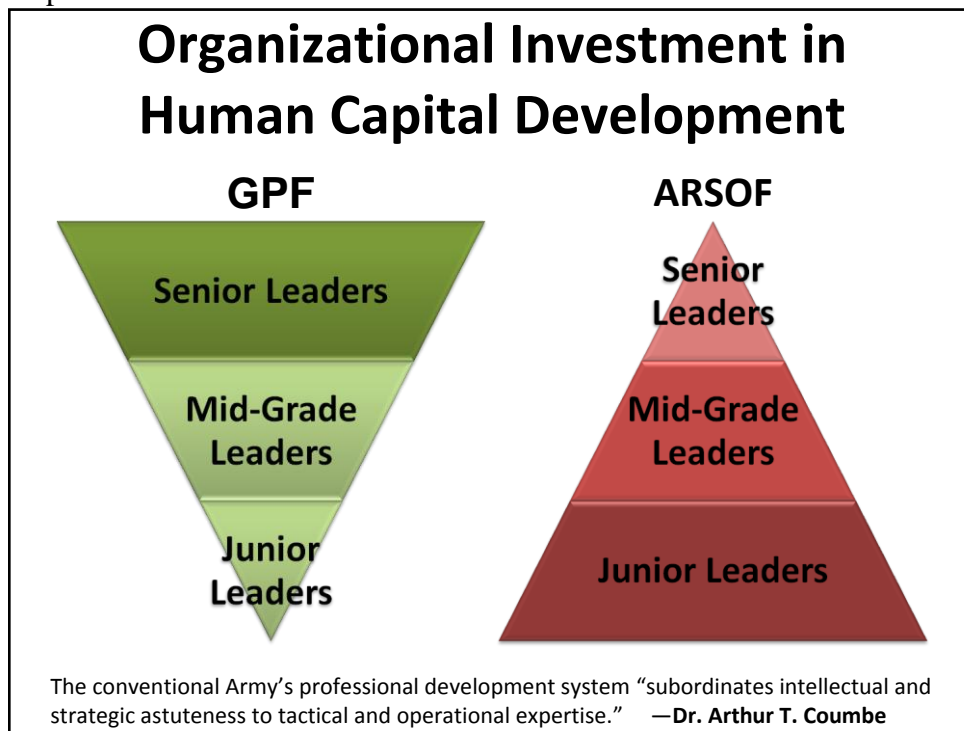 Organizational Investment in
Human Capital Development
GPF
Senior Leaders
Mid-Grade
Leaders
Junior
Leaders
ARSOF
Senior
Leaders
Mid-Grade
Leaders
Junior Leaders
The conventional Army’s professional development system “subordinates intellectual and
strategic astuteness to tactical and operational expertise.” —Dr. Arthur T. Coumbe